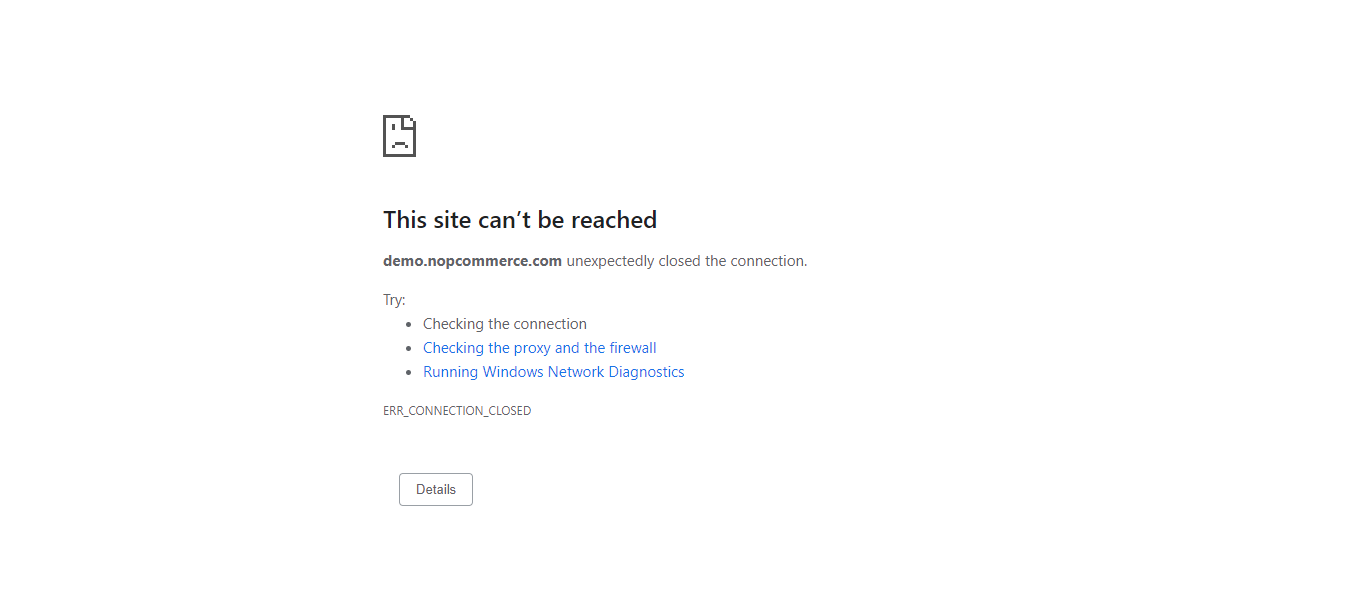 This site can’t be reached
demo.nopcommerce.com unexpectedly closed the connection.
Try:
Checking the connection
Checking the proxy and the firewall
Running Windows Network Diagnostics
ERR_CONNECTION_CLOSED
Details